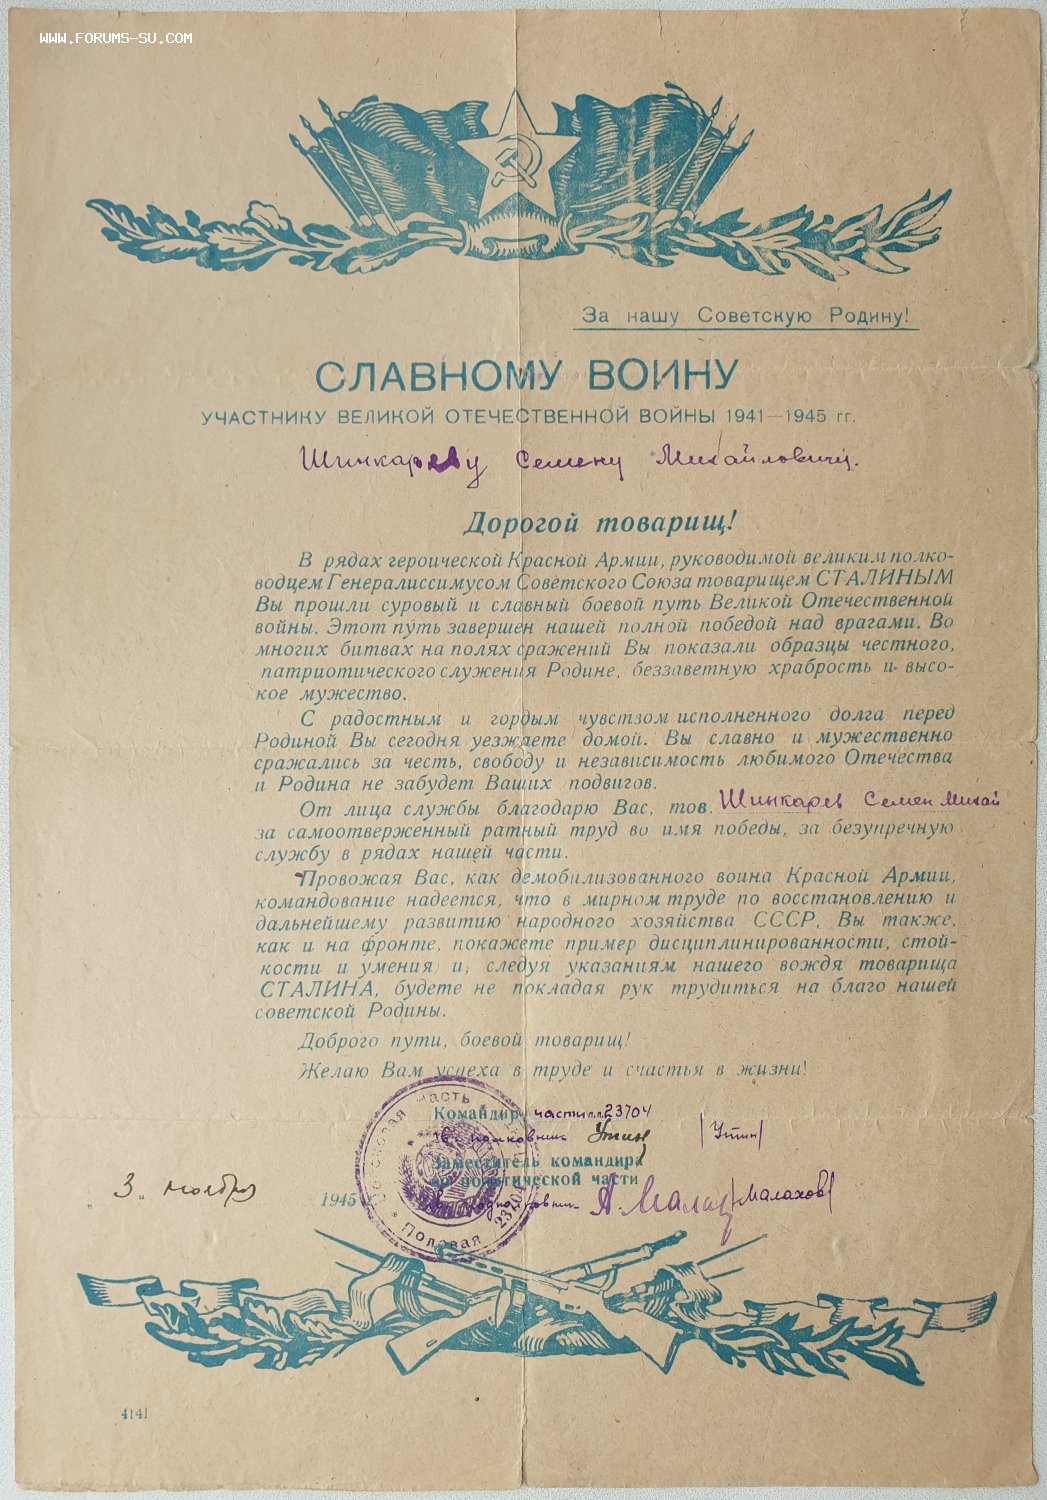 WWW.FORUMS-SU.COM
За нашу Советскую Родину!
СЛАВНОМУ ВОИНУ
УЧАСТНИКУ ВЕЛИКОЙ ОТЕЧЕСТВЕННОЙ ВОЙНЫ 1941—1945 гг.
Шинкареву Семену Михайловичу.
Дорогой товарищ!
В рядах героической Красной Армии, руководимой великим полко-
водцем Генералиссимусом Советского Союза товарищем СТАЛИНЫМ
Вы прошли суровый и славный боевой путь Великой Отечественной
войны. Этот путь завершен нашей полной победой над врагами. Во
многих битвах на полях сражений Вы показали образцы честного,
патриотического служения Родине, беззаветную храбрость и высо-
кое мужество.
С радостным и гордым чувстзом исполненного долга перед
Родиной Вы сегодня уезжаете домой. Вы славно и мужественно
сражались за честь, свободу и независимость любимого Отечества
и Родина не забудет Ваших подвигов.
От лица службы благодарю Вас, тов. Шинкарев Семен Михай
за самоотверженный ратный труд во имя победы, за безупречную
службу в рядах нашей части.
Провожая Вас, как демобилизованного воина Красной Армии,
командование надеется, что в мирном труде по восстановлению и
дальнейшему развитию народного хозяйства СССР, Вы также,
как и на фронте, покажете пример дисциплинированности, стой-
кости и умения и, следуя указаниям нашего вождя товарища
СТАЛИНА, будете не покладая рук трудиться на благо нашей
советской Родины.
Доброго пути, боевой товарищ!
Желаю Вам успеха в труде и счастья в жизни!
Командир части п.п. 23704
полковник Утин /Утин/
Заместитель командира
по политической части
А. Малах /Малахов/
„3" ноября 1945
Войсковая часть Полевая 23704
4141